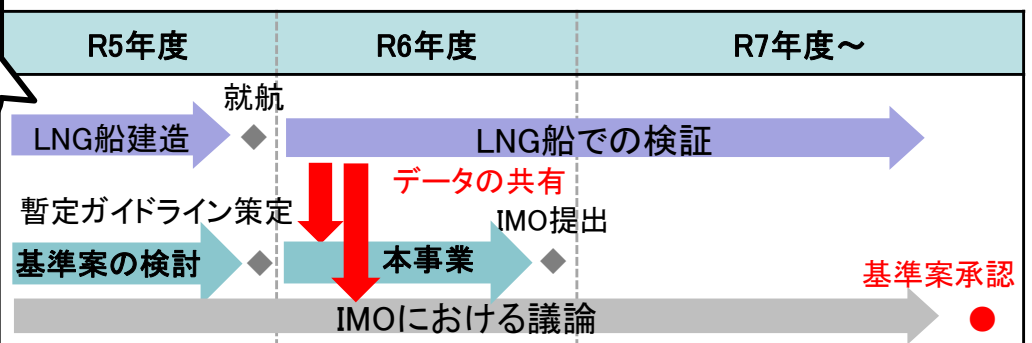 R5年度
R6年度
R7年度～
就航
LNG船建造
LNG船での検証
データの共有
暫定ガイドライン策定
IMO提出
基準案の検討
本事業
基準案承認
IMOにおける議論